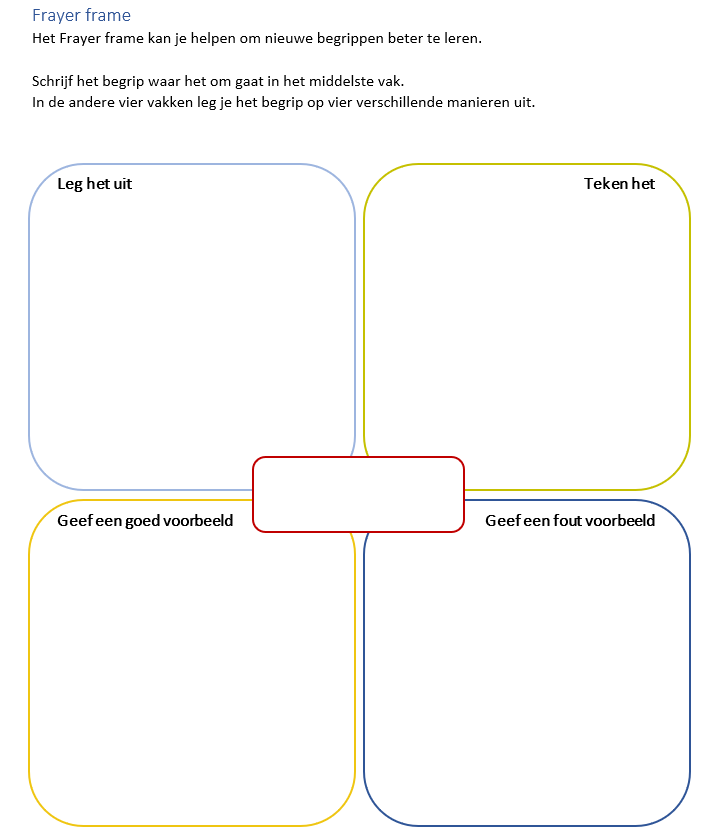 Frayer frame
Het Frayer frame kan je helpen om nieuwe begrippen beter te leren.
Schrijf het begrip waar het om gaat in het middelste vak.
In de andere vier vakken leg je het begrip op vier verschillende manieren uit.
Leg het uit
Teken het
Geef een goed voorbeeld
Geef een fout voorbeeld